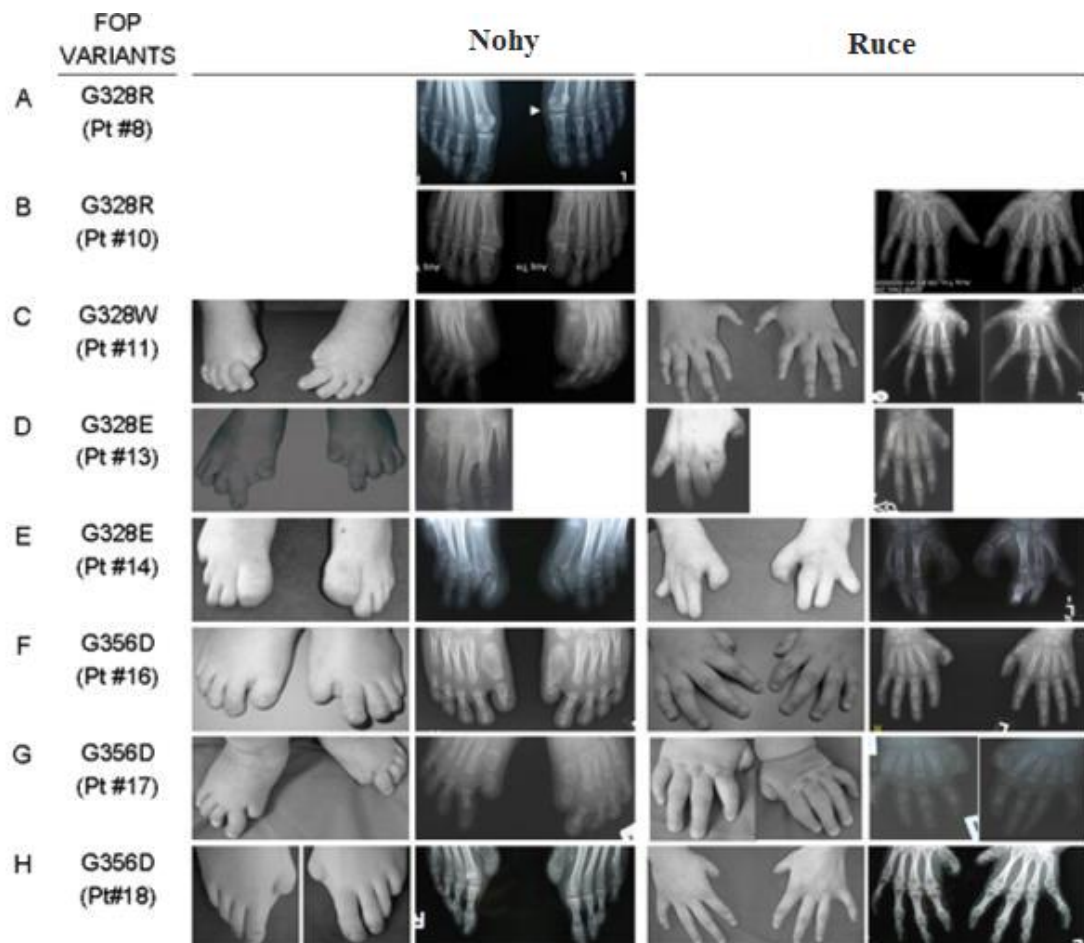 FOP
VARIANTS
Nohy
Ruce
A
G328R
(Pt #8)
B
G328R
(Pt #10)
C
G328W
(Pt #11)
D
G328E
(Pt #13)
E
G328E
(Pt #14)
F
G356D
(Pt #16)
G
G356D
(Pt #17)
H
G356D
(Pt#18)